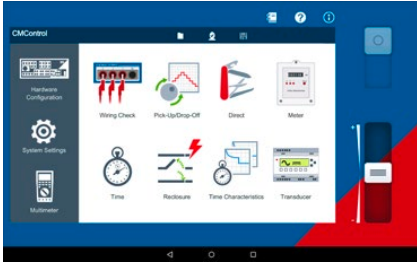 CMControl
Hardware
Configuration
System Settings
Multimeter
Wiring Check
Pick-Up/Drop-Off
Direct
Meter
Time
Reclosure
Time Characteristics
Transducer